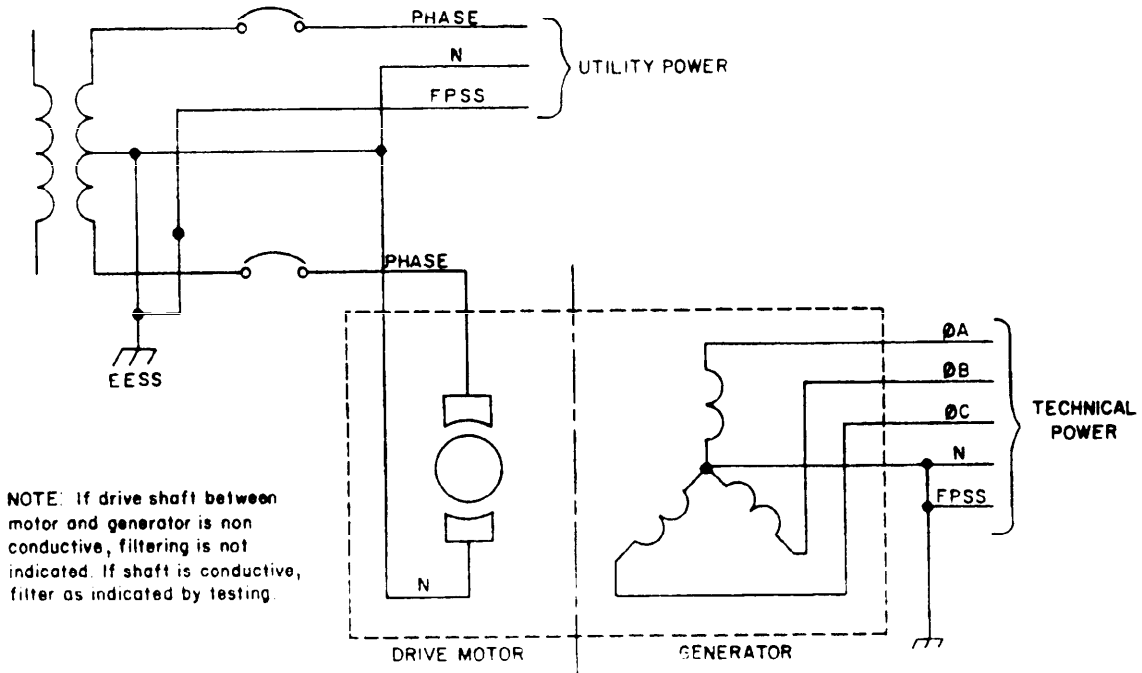 PHASE
N
UTILITY POWER
FPSS
PHASE
EESS
ØA
ØB
ØC
TECHNICAL
POWER
N
FPSS
NOTE: If drive shaft between
motor and generator is non
conductive, filtering is not
indicated. If shaft is conductive,
filter as indicated by testing.
N
DRIVE MOTOR
GENERATOR